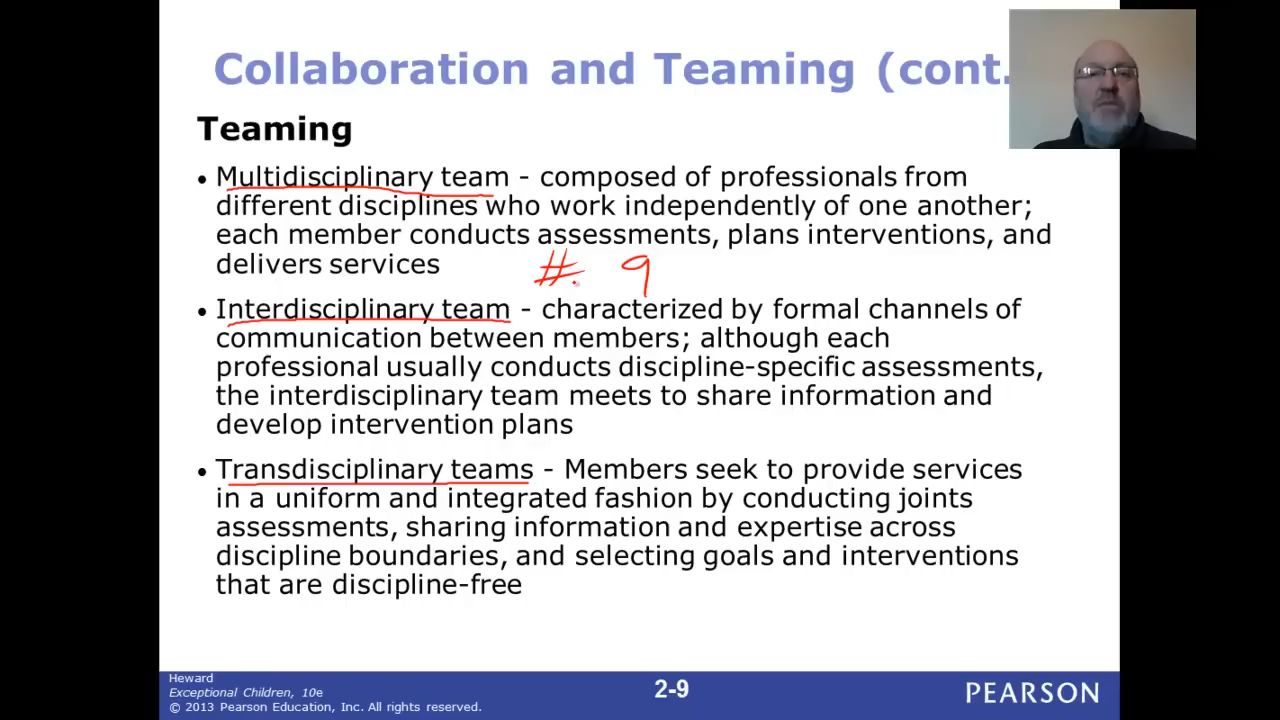 Collaboration and Teaming (cont.
Teaming
• Multidisciplinary team - composed of professionals from
different disciplines who work independently of one another;
each member conducts assessments, plans interventions, and
delivers services
#. 9
• Interdisciplinary team - characterized by formal channels of
communication between members; although each
professional usually conducts discipline-specific assessments,
the interdisciplinary team meets to share information and
develop intervention plans
• Transdisciplinary teams - Members seek to provide services
in a uniform and integrated fashion by conducting joints
assessments, sharing information and expertise across
discipline boundaries, and selecting goals and interventions
that are discipline-free
Heward
Exceptional Children, 10e
© 2013 Pearson Education, Inc. All rights reserved.
2-9
PEARSON